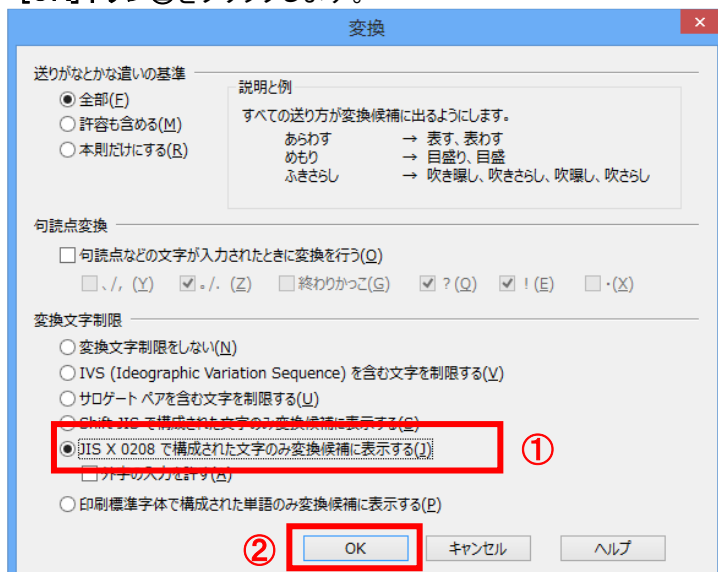 変換
送りがなとかな遣いの基準
全部(F)
許容も含める(M)
本則だけにする(R)
説明と例
すべての送り方が変換候補に出るようにします。
あらわす → 表す、表わす
めもり → 目盛り、目盛
ふきさらし → 吹き曝し、吹きさらし、吹曝し、吹さらし
句読点変換
句読点などの文字が入力されたときに変換を行う(O)
、/, (Y) 。/. (Z) 終わりかっこ(G) ? (Q) ! (E) ・(X)
変換文字制限
変換文字制限をしない(N)
IVS (Ideographic Variation Sequence) を含む文字を制限する(V)
サロゲート ペアを含む文字を制限する(U)
Shift JIS で構成された文字のみ変換候補に表示する(S)
JIS X 0208 で構成された文字のみ変換候補に表示する(J) ①
外字の入力を許す(A)
印刷標準字体で構成された単語のみ変換候補に表示する(P)
② OK キャンセル ヘルプ